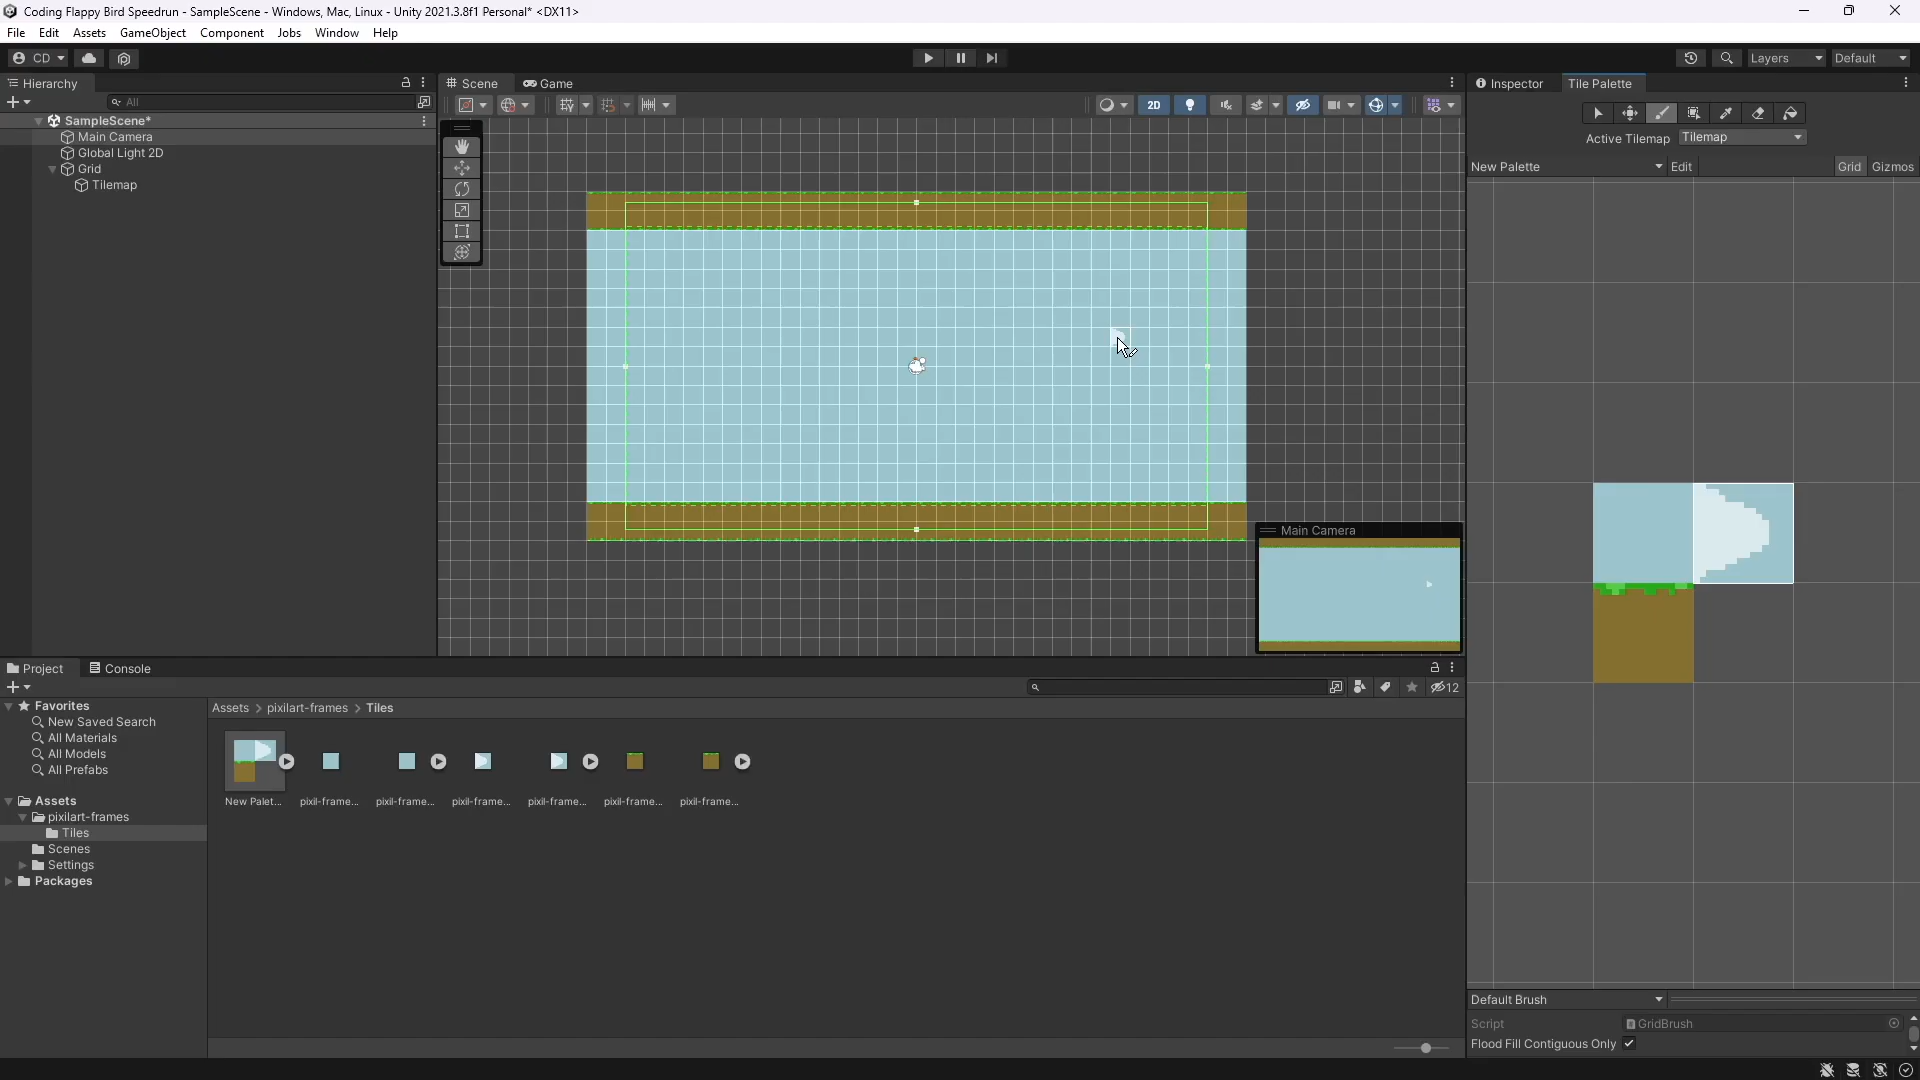 Coding Flappy Bird Speedrun - SampleScene - Windows, Mac, Linux - Unity 2021.3.8f1 Personal* <DX11>
File Edit Assets GameObject Component Jobs Window Help
CD Layers Default
Hierarchy
All
SampleScene*
Main Camera
Global Light 2D
Grid
Tilemap
Scene Game
2D
Main Camera
Inspector Tile Palette
Active Tilemap Tilemap
New Palette Edit Grid Gizmos
Default Brush
Script GridBrush
Flood Fill Contiguous Only
Project Console
12
Favorites
New Saved Search
All Materials
All Models
All Prefabs
Assets
pixilart-frames
Tiles
Scenes
Settings
Packages
Assets > pixilart-frames > Tiles
New Palet... pixil-frame... pixil-frame... pixil-frame... pixil-frame... pixil-frame... pixil-frame...